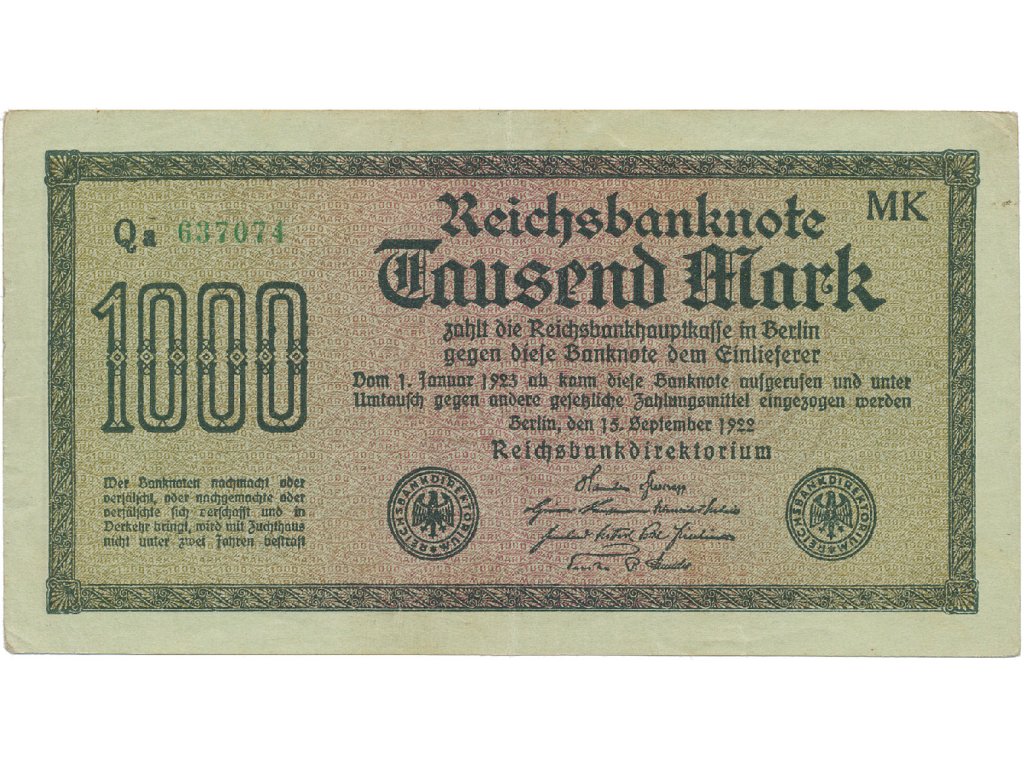 Reichsbanknote
MK
Qa 637074
Tausend Mark
1000
zahlt die Reichsbankhauptkasse in Berlin
gegen diese Banknote dem Einlieferer
Vom 1. Januar 1923 ab kann diese Banknote aufgerufen und unter
Umtausch gegen andere gesetzliche Zahlungsmittel eingezogen werden
Berlin, den 15. September 1922
Reichsbankdirektorium
Wer Banknoten nachmacht oder
verfälscht, oder nachgemachte oder
verfälschte sich verschafft und in
Verkehr bringt, wird mit Zuchthaus
nicht unter zwei Jahren bestraft
REICHSBANKDIREKTORIUM
REICHSBANKDIREKTORIUM